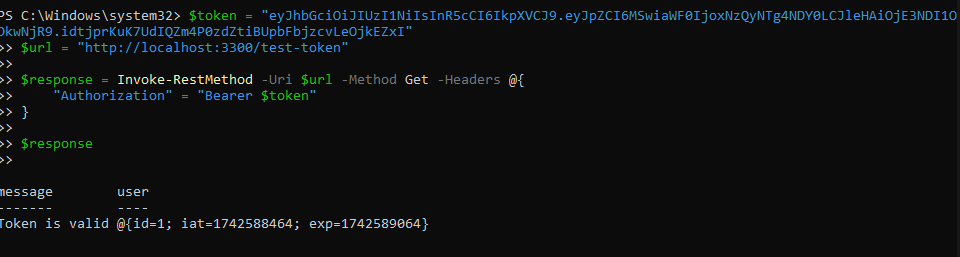 PS C:\Windows\system32> $token = "eyJhbGciOiJIUzI1NiIsInR5cCI6IkpXVCJ9.eyJpZCI6MSwiaWF0IjoxNzQyNTg4NDY0LCJleHAiOjE3NDI1O
DkwNjR9.idtjprKuK7UdIQZm4P0zdZtiBUpbFbjzcvLeOjkEZxI"
>> $url = "http://localhost:3300/test-token"
>>
>> $response = Invoke-RestMethod -Uri $url -Method Get -Headers @{
>>     "Authorization" = "Bearer $token"
>> }
>>
>> $response
>>
message        user
-------        ----
Token is valid @{id=1; iat=1742588464; exp=1742589064}